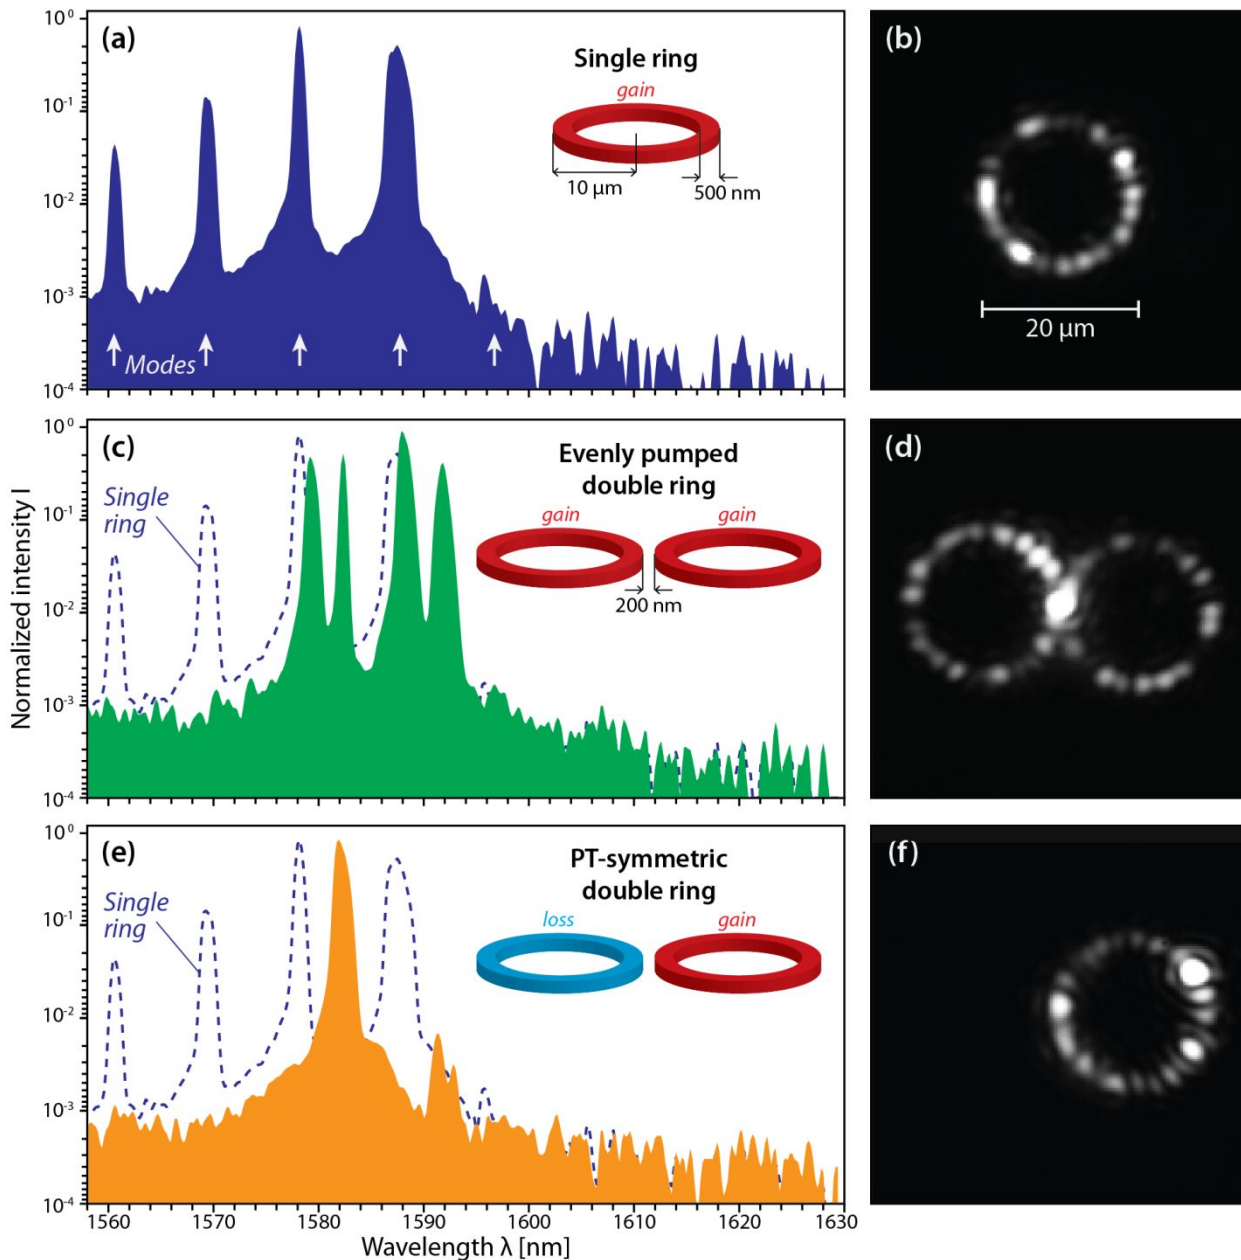 (a)
Single ring
gain
10 μm
500 nm
Modes
10⁰
10⁻¹
10⁻²
10⁻³
10⁻⁴
(b)
20 μm
Normalized intensity I
(c)
Evenly pumped
double ring
gain gain
200 nm
Single
ring
10⁰
10⁻¹
10⁻²
10⁻³
10⁻⁴
(d)
(e)
PT-symmetric
double ring
loss gain
Single
ring
10⁰
10⁻¹
10⁻²
10⁻³
10⁻⁴
(f)
1560 1570 1580 1590 1600 1610 1620 1630
Wavelength λ [nm]